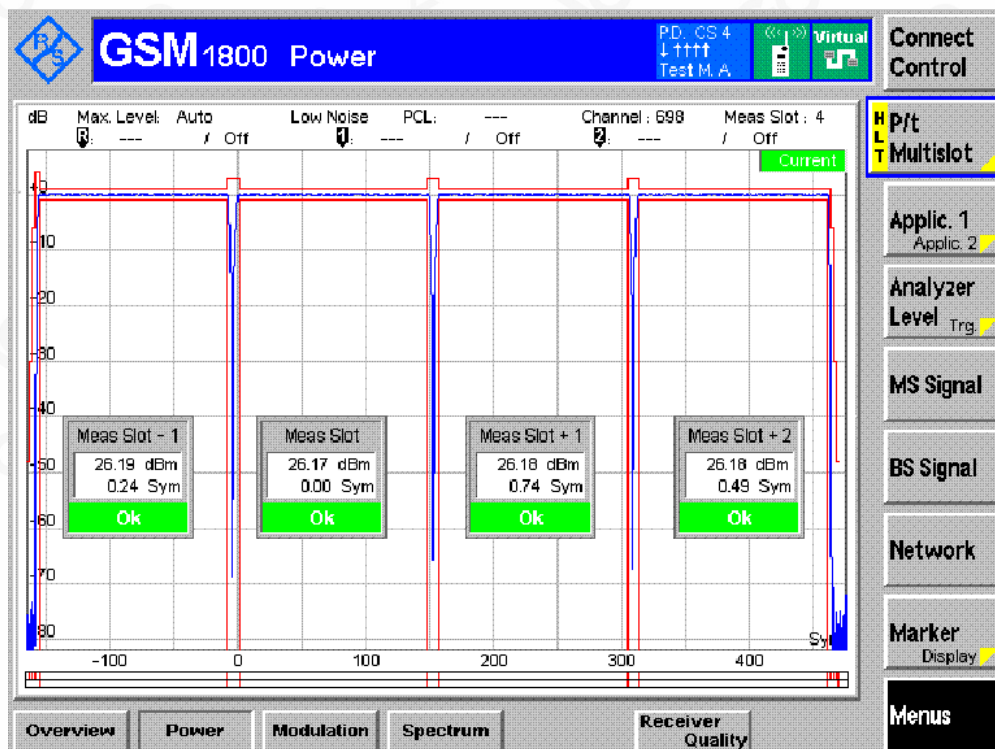 R/S
GSM 1800 Power
P.D. CS 4
↓ ↑↑↑↑
Test M. A
Virtual
Connect
Control
dB Max. Level: Auto Low Noise PCL: --- Channel : 698 Meas Slot : 4
R: --- / Off 1: --- / Off 2: --- / Off
Current
HLT
P/t
Multislot
Applic. 1
Applic. 2
Analyzer
Level Trg.
MS Signal
BS Signal
Network
Marker
Display
Menus
+0
-10
-20
-30
-40
-50
-60
-70
-80
Meas Slot - 1
26.19 dBm
0.24 Sym
Ok
Meas Slot
26.17 dBm
0.00 Sym
Ok
Meas Slot + 1
26.18 dBm
0.74 Sym
Ok
Meas Slot + 2
26.18 dBm
0.49 Sym
Ok
-100 0 100 200 300 400
Overview Power Modulation Spectrum Receiver
Quality